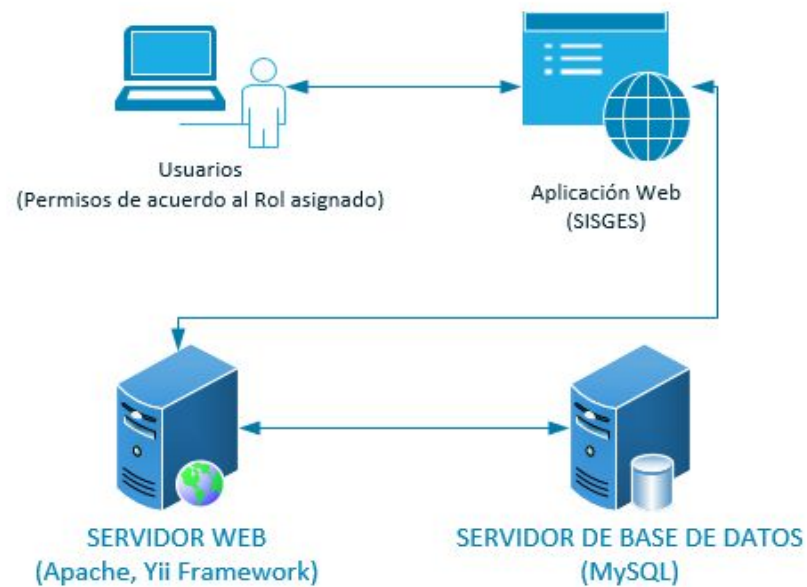 Usuarios
(Permisos de acuerdo al Rol asignado)
Aplicación Web
(SISGES)
SERVIDOR WEB
(Apache, Yii Framework)
SERVIDOR DE BASE DE DATOS
(MySQL)